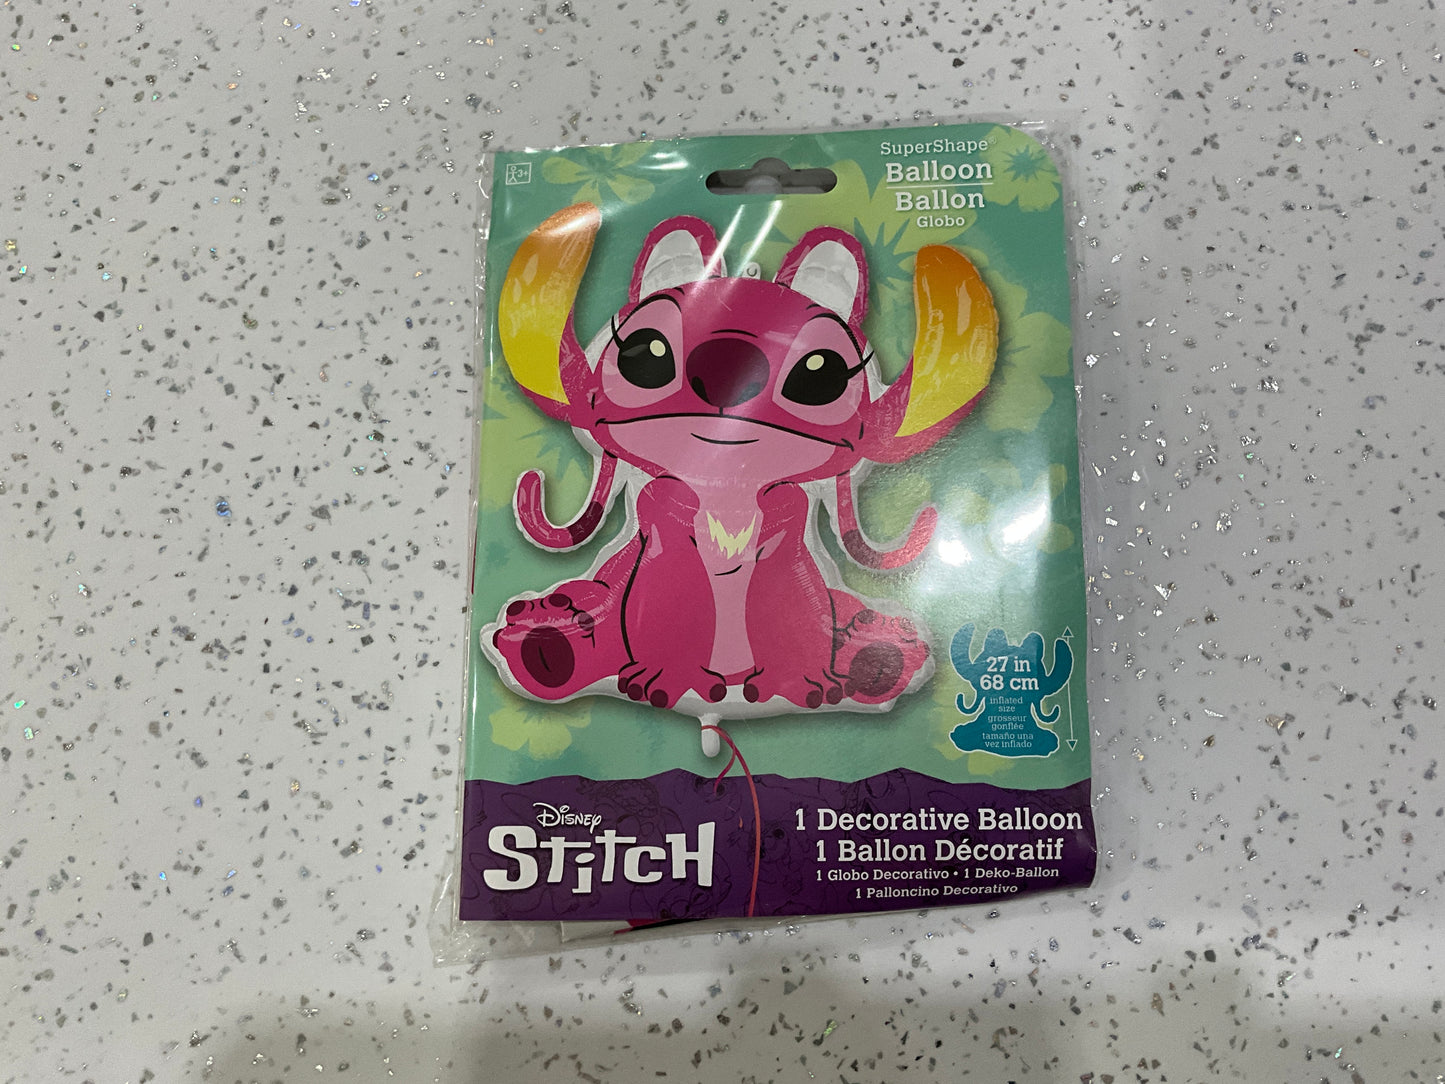 3+
SuperShape®
Balloon
Ballon
Globo
27 in
68 cm
inflated
size
grosseur
gonflée
tamaño una
vez inflado
Disney
Stitch
1 Decorative Balloon
1 Ballon Décoratif
1 Globo Decorativo • 1 Deko-Ballon
1 Palloncino Decorativo